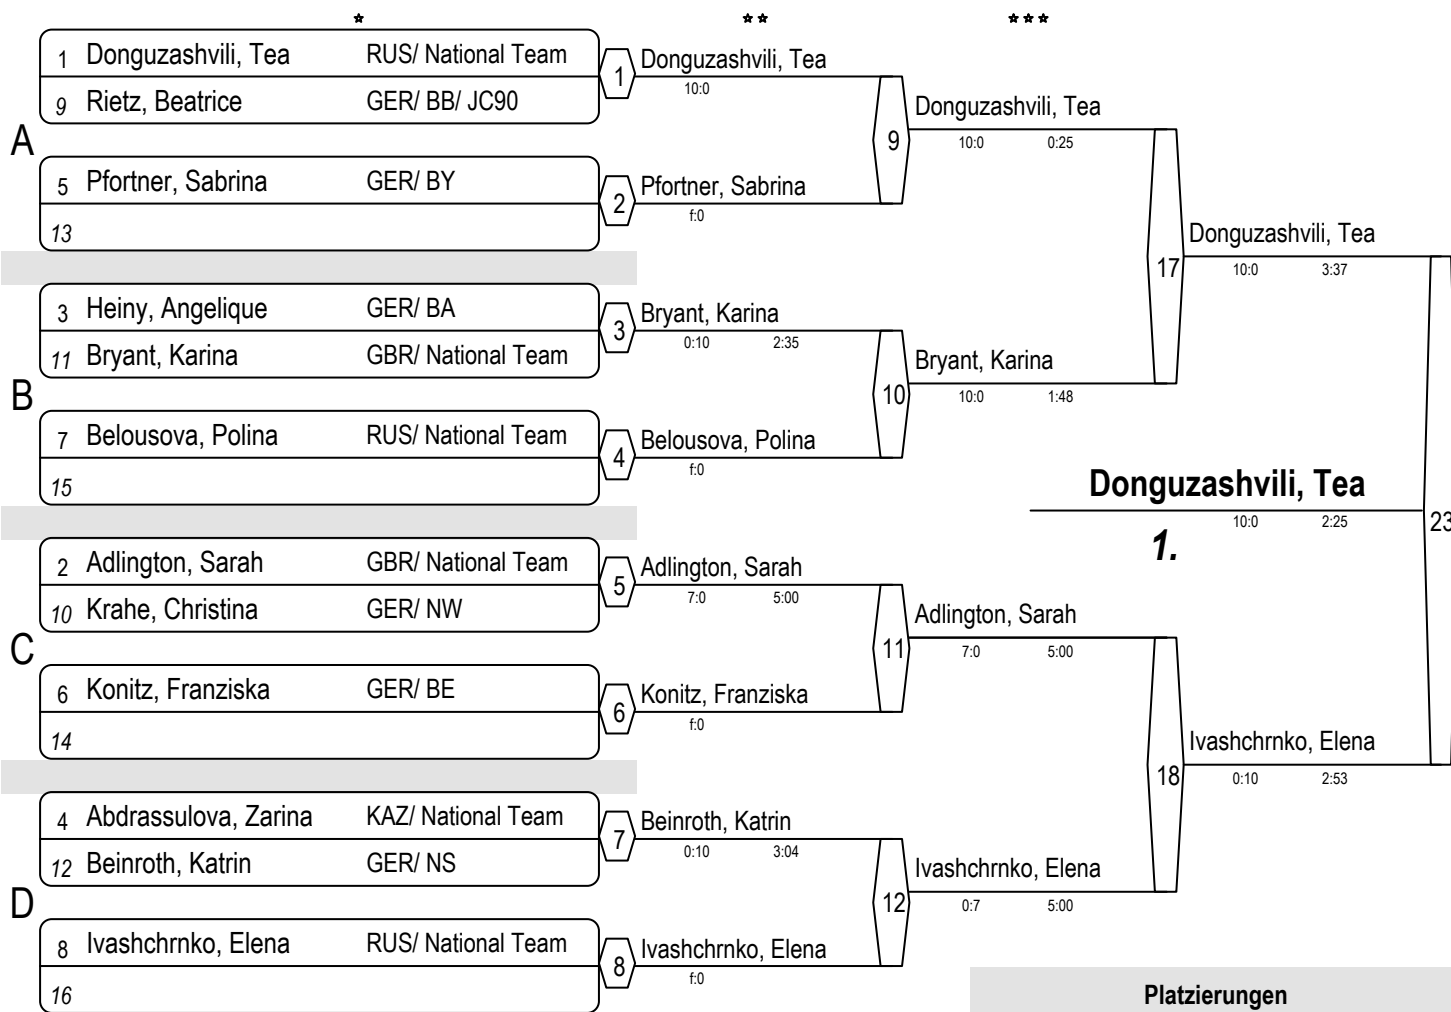 * ** ***
1 Donguzashvili, Tea RUS/ National Team
9 Rietz, Beatrice GER/ BB/ JC90
A
5 Pfortner, Sabrina GER/ BY
13
3 Heiny, Angelique GER/ BA
11 Bryant, Karina GBR/ National Team
B
7 Belousova, Polina RUS/ National Team
15
2 Adlington, Sarah GBR/ National Team
10 Krahe, Christina GER/ NW
C
6 Konitz, Franziska GER/ BE
14
4 Abdrassulova, Zarina KAZ/ National Team
12 Beinroth, Katrin GER/ NS
D
8 Ivashchrnko, Elena RUS/ National Team
16
1 Donguzashvili, Tea
10:0
2 Pfortner, Sabrina
f:0
3 Bryant, Karina
0:10 2:35
4 Belousova, Polina
f:0
5 Adlington, Sarah
7:0 5:00
6 Konitz, Franziska
f:0
7 Beinroth, Katrin
0:10 3:04
8 Ivashchrnko, Elena
f:0
9 Donguzashvili, Tea
10:0 0:25
10 Bryant, Karina
10:0 1:48
11 Adlington, Sarah
7:0 5:00
12 Ivashchrnko, Elena
0:7 5:00
17 Donguzashvili, Tea
10:0 3:37
18 Ivashchrnko, Elena
0:10 2:53
Donguzashvili, Tea
10:0 2:25
23
1.
Platzierungen